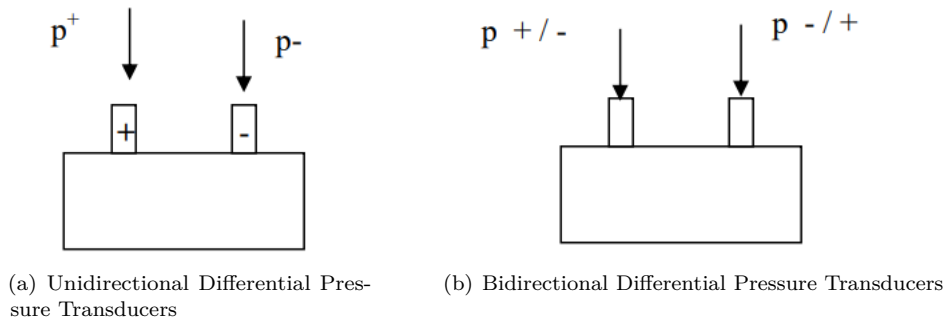 p+
p-
+
-
p +/-
p -/+
(a) Unidirectional Differential Pres-
sure Transducers
(b) Bidirectional Differential Pressure Transducers